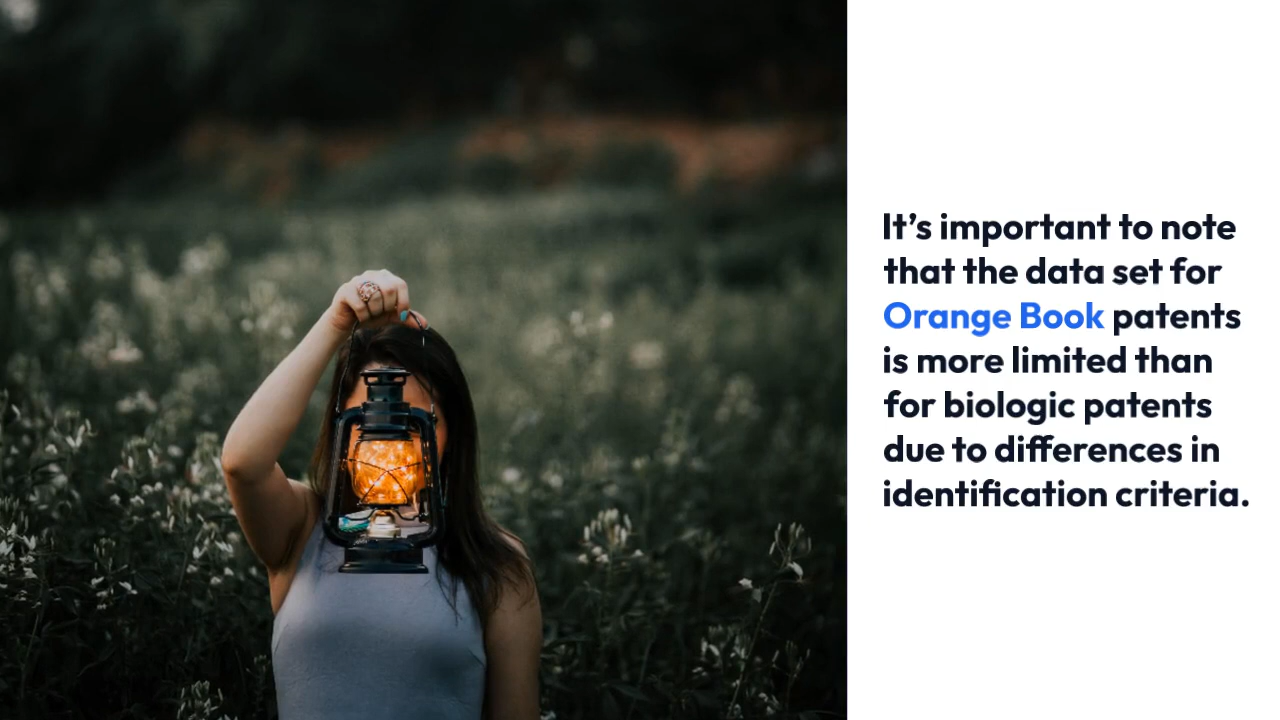 It’s important to note
that the data set for
Orange Book patents
is more limited than
for biologic patents
due to differences in
identification criteria.